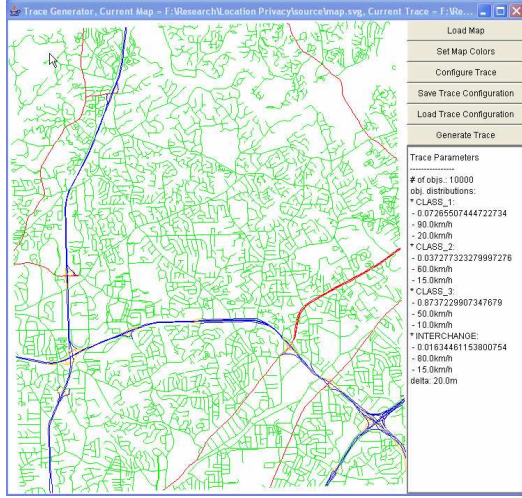 Trace Generator, Current Map - F:\Research\Location Privacy\source\map.svg, Current Trace - F:\Re...
Load Map
Set Map Colors
Configure Trace
Save Trace Configuration
Load Trace Configuration
Generate Trace
Trace Parameters
----------------
# of objs.: 10000
obj. distributions:
* CLASS_1:
- 0.07265507444722734
- 90.0km/h
- 20.0km/h
* CLASS_2:
- 0.037277323279997276
- 60.0km/h
- 15.0km/h
* CLASS_3:
- 0.8737229907347679
- 50.0km/h
- 10.0km/h
* INTERCHANGE:
- 0.01634461153800754
- 80.0km/h
- 15.0km/h
delta: 20.0m